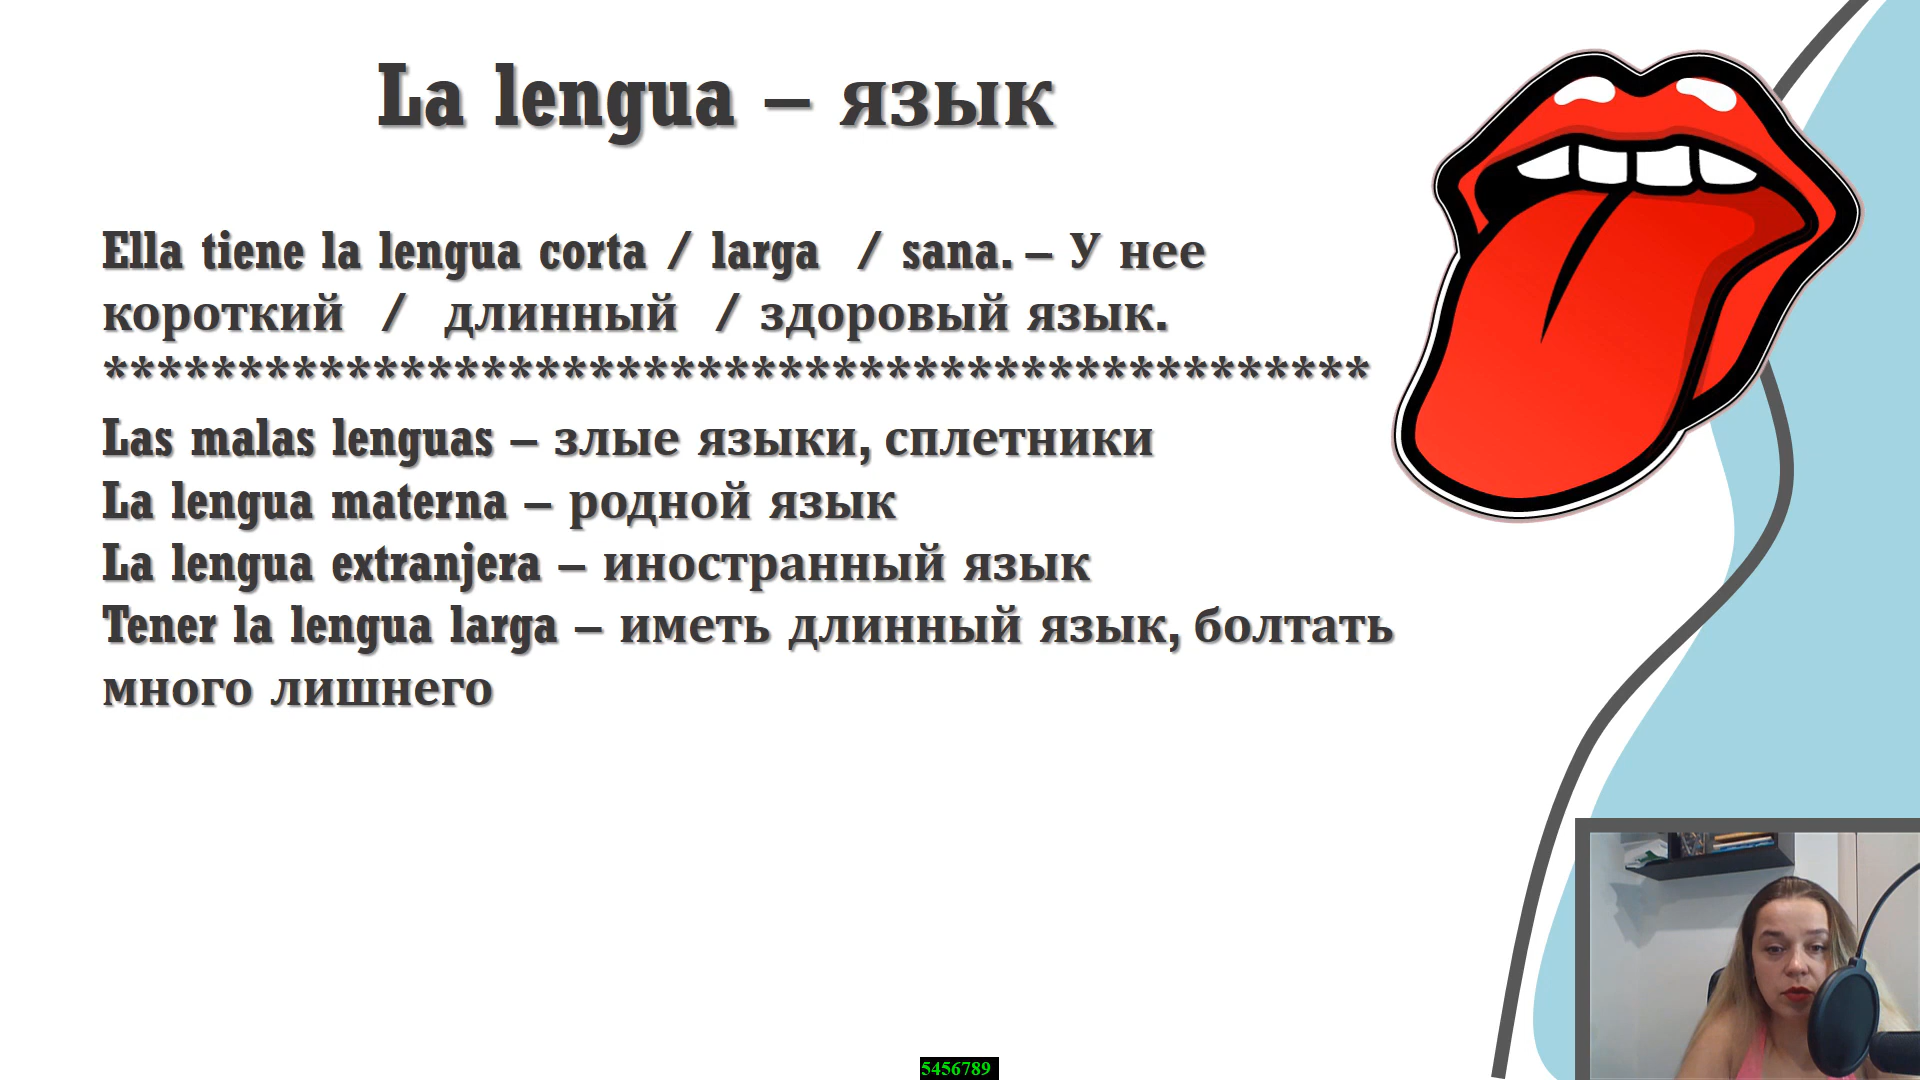 La lengua – язык
Ella tiene la lengua corta / larga / sana. – У нее
короткий / длинный / здоровый язык.
***********************************************
Las malas lenguas – злые языки, сплетники
La lengua materna – родной язык
La lengua extranjera – иностранный язык
Tener la lengua larga – иметь длинный язык, болтать
много лишнего
5456789